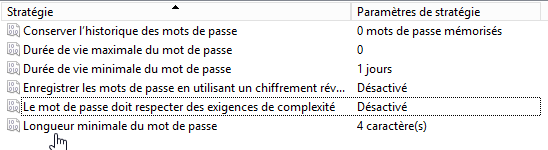 Stratégie Paramètres de stratégie
Conserver l'historique des mots de passe 0 mots de passe mémorisés
Durée de vie maximale du mot de passe 0
Durée de vie minimale du mot de passe 1 jours
Enregistrer les mots de passe en utilisant un chiffrement rév... Désactivé
Le mot de passe doit respecter des exigences de complexité Désactivé
Longueur minimale du mot de passe 4 caractère(s)